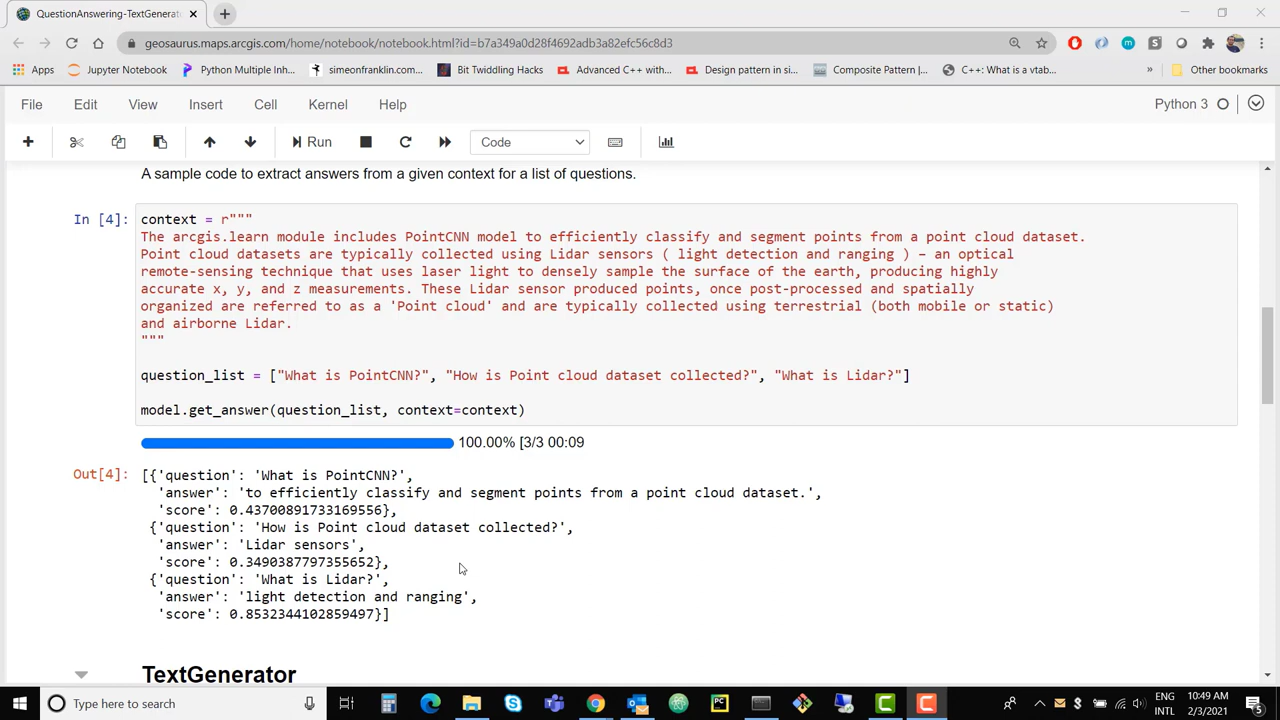 QuestionAnswering-TextGenerat
geosaurus.maps.arcgis.com/home/notebook/notebook.html?id=b7a349a0d28f4692adb3a82efc56c8d3
Apps Jupyter Notebook Python Multiple Inh... simeonfranklin.com... Bit Twiddling Hacks Advanced C++ with... Design pattern in si... Composite Pattern |... C++: What is a vtab... » Other bookmarks
File Edit View Insert Cell Kernel Help Python 3
Run Code
A sample code to extract answers from a given context for a list of questions.
In [4]: context = r"""
The arcgis.learn module includes PointCNN model to efficiently classify and segment points from a point cloud dataset.
Point cloud datasets are typically collected using Lidar sensors ( light detection and ranging ) – an optical
remote-sensing technique that uses laser light to densely sample the surface of the earth, producing highly
accurate x, y, and z measurements. These Lidar sensor produced points, once post-processed and spatially
organized are referred to as a 'Point cloud' and are typically collected using terrestrial (both mobile or static)
and airborne Lidar.
"""
question_list = ["What is PointCNN?", "How is Point cloud dataset collected?", "What is Lidar?"]
model.get_answer(question_list, context=context)
100.00% [3/3 00:09
Out[4]: [{'question': 'What is PointCNN?',
'answer': 'to efficiently classify and segment points from a point cloud dataset.',
'score': 0.43700891733169556},
{'question': 'How is Point cloud dataset collected?',
'answer': 'Lidar sensors',
'score': 0.3490387797355652},
{'question': 'What is Lidar?',
'answer': 'light detection and ranging',
'score': 0.8532344102859497}]
TextGenerator
Type here to search
ENG 10:49 AM
INTL 2/3/2021 5